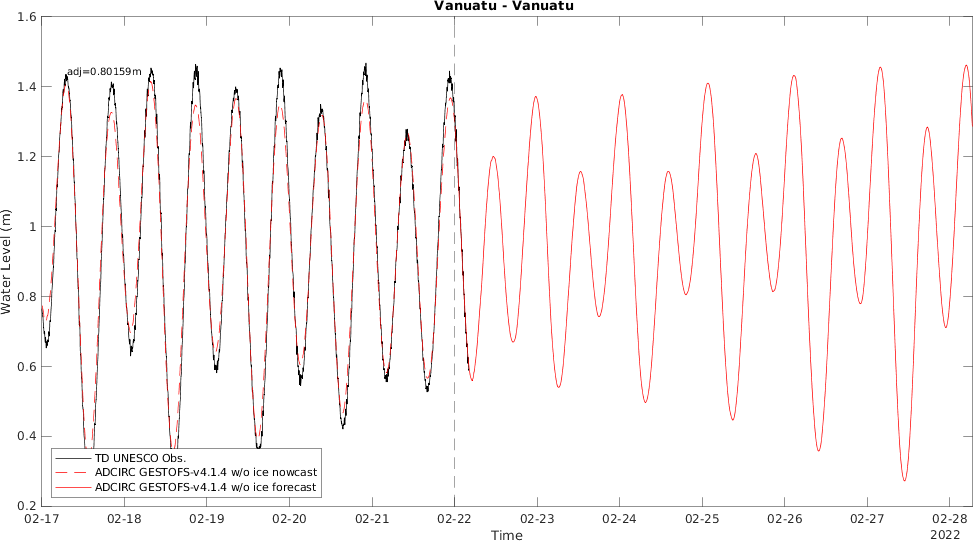 Vanuatu - Vanuatu
1.6
adj=0.80159m
1.4
1.2
1
0.8
0.6
0.4
0.2
Water Level (m)
TD UNESCO Obs.
ADCIRC GESTOFS-v4.1.4 w/o ice nowcast
ADCIRC GESTOFS-v4.1.4 w/o ice forecast
02-17 02-18 02-19 02-20 02-21 02-22 02-23 02-24 02-25 02-26 02-27 02-28
Time 2022